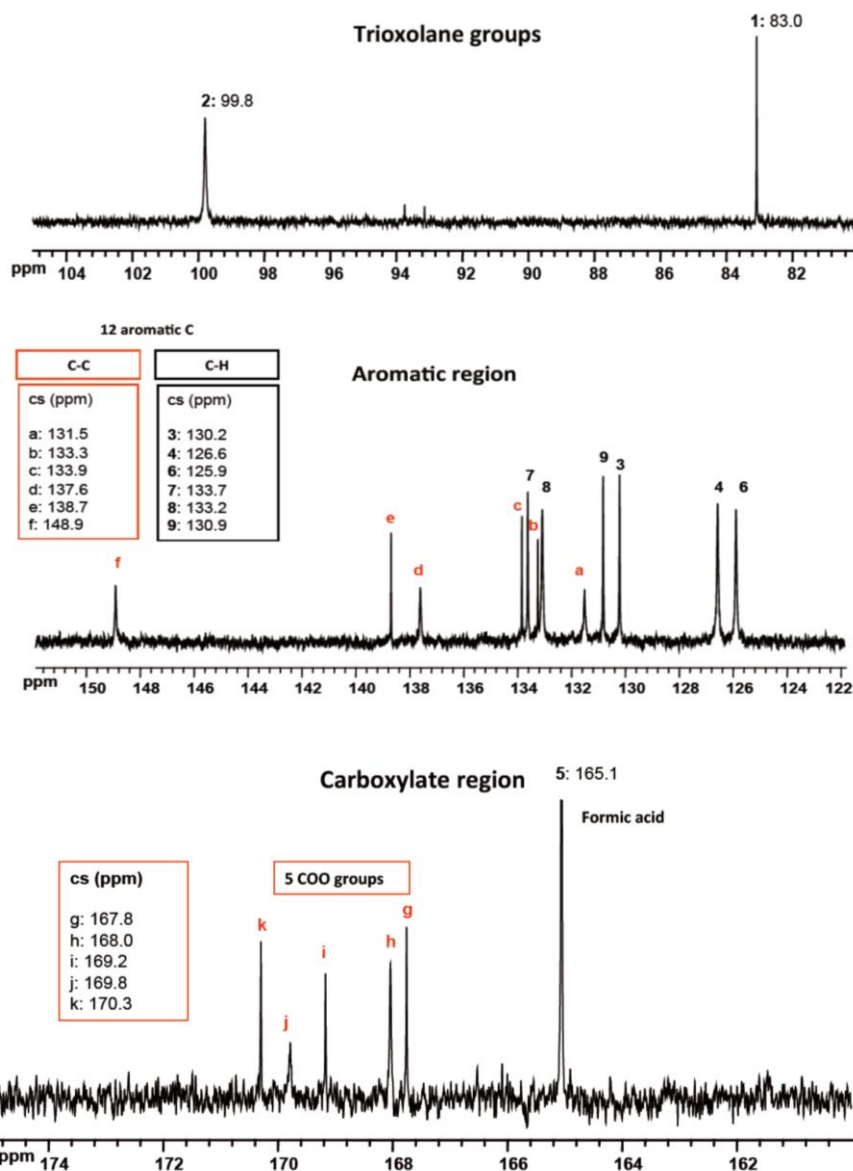 Trioxolane groups
1: 83.0
2: 99.8
ppm 104 102 100 98 96 94 92 90 88 86 84 82
12 aromatic C
C-C
cs (ppm)
a: 131.5
b: 133.3
c: 133.9
d: 137.6
e: 138.7
f: 148.9
C-H
cs (ppm)
3: 130.2
4: 126.6
6: 125.9
7: 133.7
8: 133.2
9: 130.9
Aromatic region
f e d c 7 b 8 a 9 3 4 6
ppm 150 148 146 144 142 140 138 136 134 132 130 128 126 124 122
Carboxylate region
5: 165.1
Formic acid
cs (ppm)
g: 167.8
h: 168.0
i: 169.2
j: 169.8
k: 170.3
5 COO groups
k j i h g
ppm 174 172 170 168 166 164 162